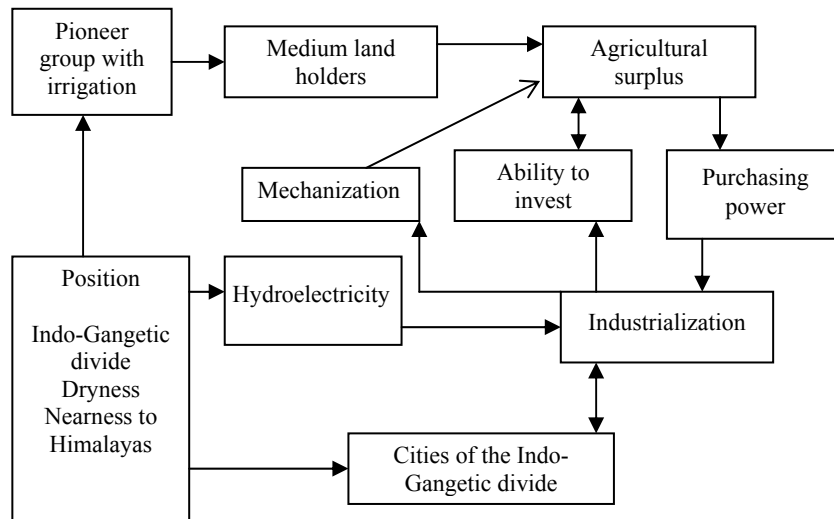 Pioneer
group with
irrigation
Medium land
holders
Agricultural
surplus
Mechanization
Ability to
invest
Purchasing
power
Position
Indo-Gangetic
divide
Dryness
Nearness to
Himalayas
Hydroelectricity
Industrialization
Cities of the Indo-
Gangetic divide